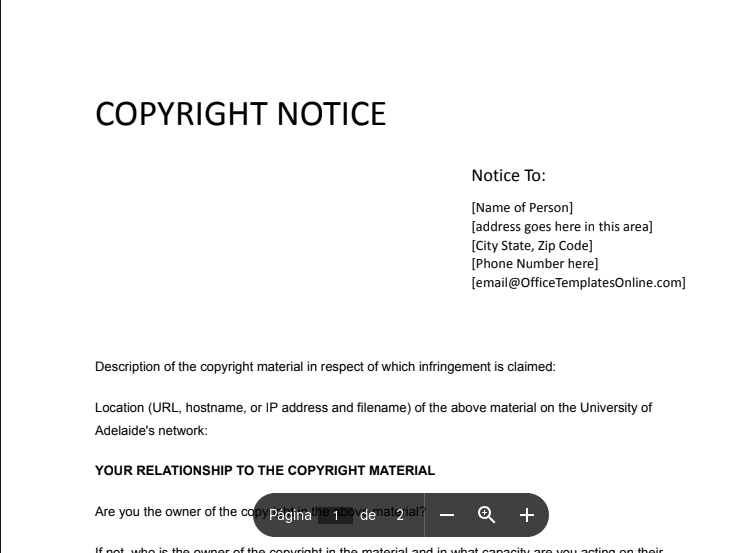 COPYRIGHT NOTICE
Notice To:
[Name of Person]
[address goes here in this area]
[City State, Zip Code]
[Phone Number here]
[email@OfficeTemplatesOnline.com]
Description of the copyright material in respect of which infringement is claimed:
Location (URL, hostname, or IP address and filename) of the above material on the University of
Adelaide's network:
YOUR RELATIONSHIP TO THE COPYRIGHT MATERIAL
Are you the owner of the copyright in the above material?
Página 1 de 2
If not, who is the owner of the copyright in the material and in what capacity are you acting on their